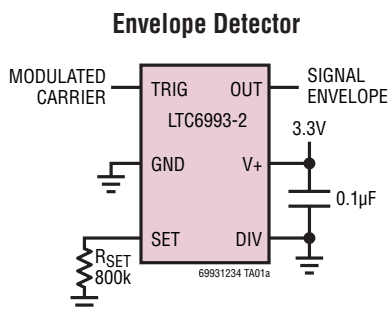 Envelope Detector
MODULATED
CARRIER
TRIG
OUT
SIGNAL
ENVELOPE
LTC6993-2
3.3V
GND
V+
0.1µF
SET
DIV
RSET
800k
69931234 TA01a